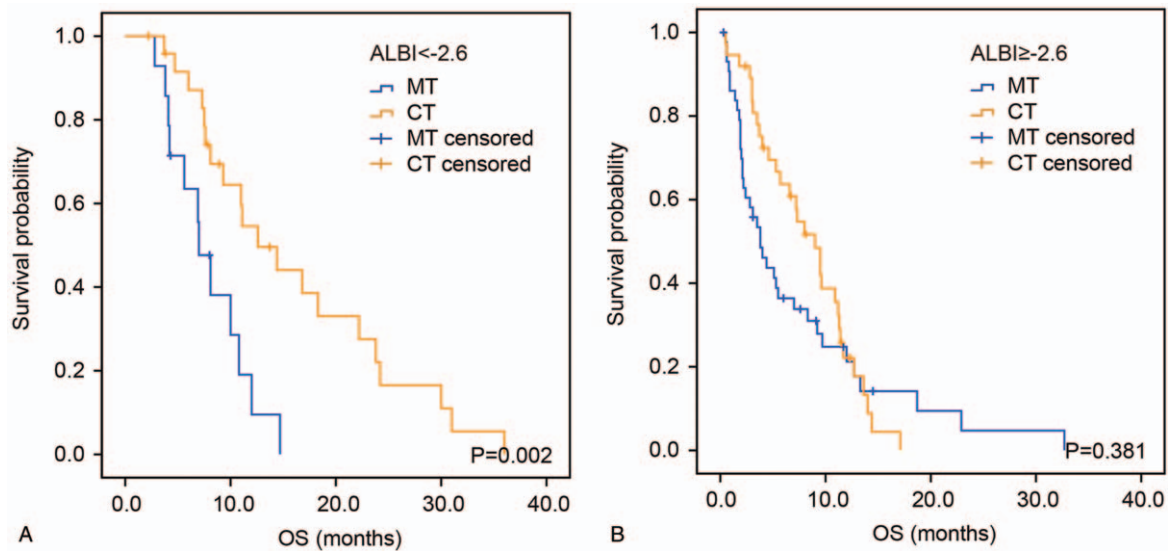 ALBI<-2.6
MT
CT
MT censored
CT censored
1.0
0.8
0.6
0.4
0.2
0.0
Survival probability
P=0.002
0.0 10.0 20.0 30.0 40.0
OS (months)
A
ALBI≥-2.6
MT
CT
MT censored
CT censored
1.0
0.8
0.6
0.4
0.2
0.0
Survival probability
P=0.381
0.0 10.0 20.0 30.0 40.0
OS (months)
B